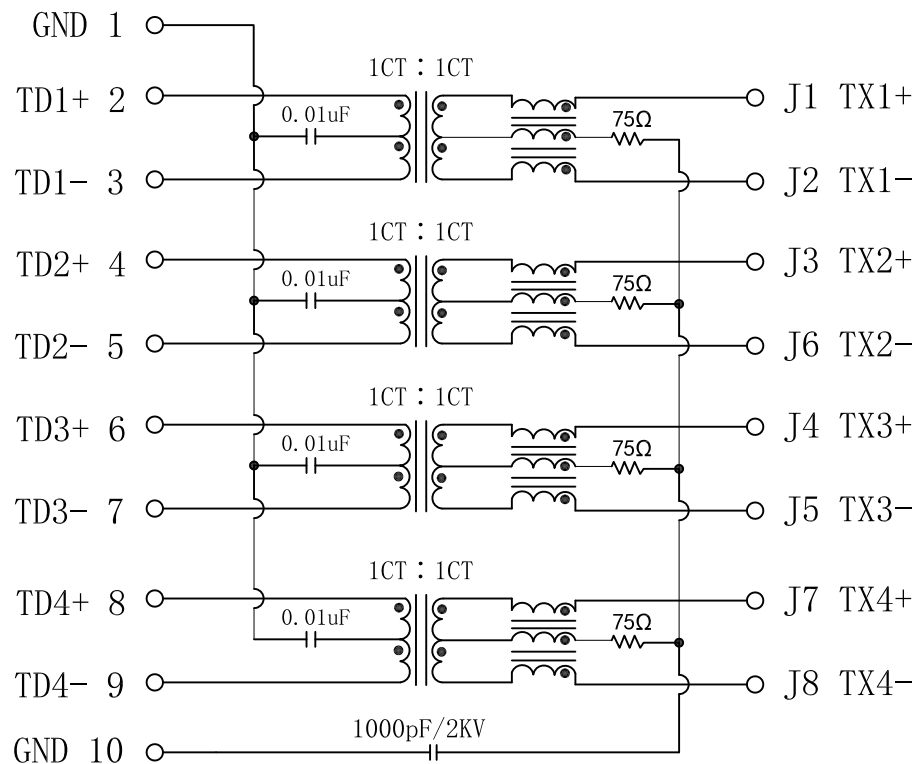 GND 1
1CT：1CT
TD1+ 2
0.01uF
75Ω
J1 TX1+
TD1- 3
J2 TX1-
1CT：1CT
TD2+ 4
0.01uF
75Ω
J3 TX2+
TD2- 5
J6 TX2-
1CT：1CT
TD3+ 6
0.01uF
75Ω
J4 TX3+
TD3- 7
J5 TX3-
1CT：1CT
TD4+ 8
0.01uF
75Ω
J7 TX4+
TD4- 9
J8 TX4-
1000pF/2KV
GND 10